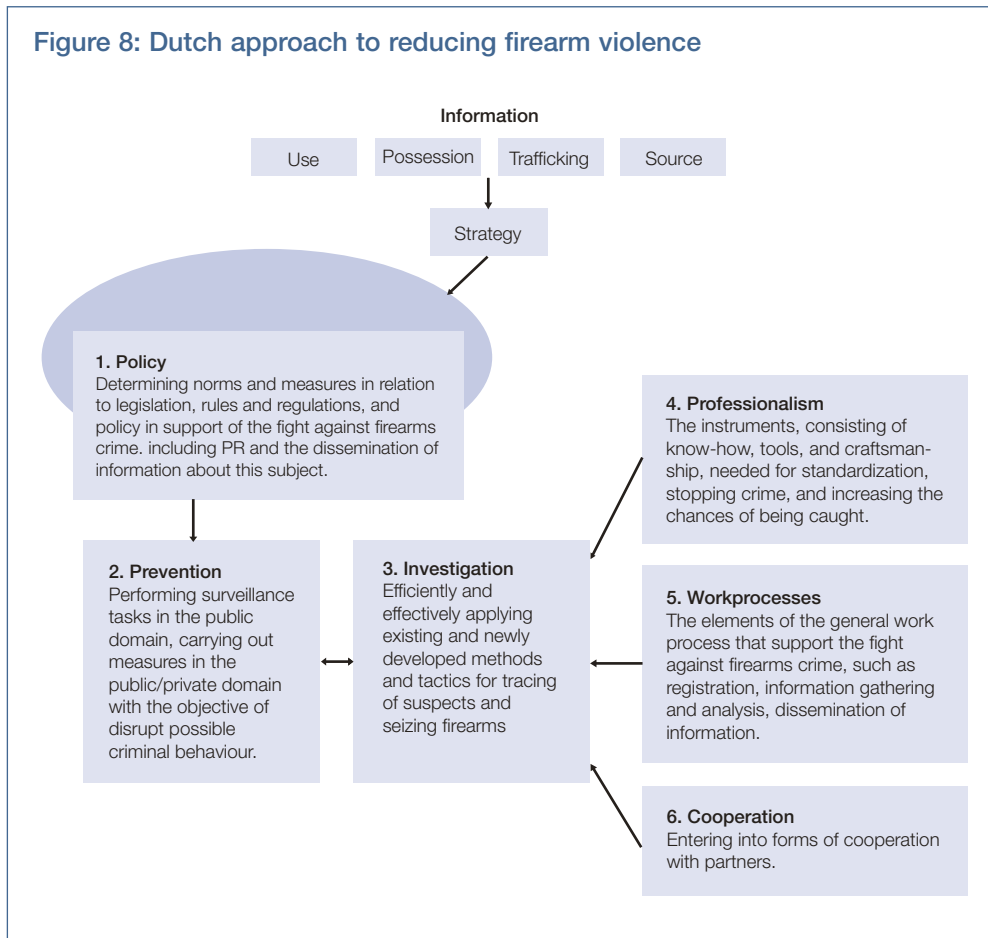 Figure 8: Dutch approach to reducing firearm violence
Information
Use
Possession
Trafficking
Source
Strategy
1. Policy
Determining norms and measures in relation
to legislation, rules and regulations, and
policy in support of the fight against firearms
crime. including PR and the dissemination of
information about this subject.
2. Prevention
Performing surveillance
tasks in the public
domain, carrying out
measures in the
public/private domain
with the objective of
disrupt possible
criminal behaviour.
3. Investigation
Efficiently and
effectively applying
existing and newly
developed methods
and tactics for tracing
of suspects and
seizing firearms
4. Professionalism
The instruments, consisting of
know-how, tools, and craftsman-
ship, needed for standardization,
stopping crime, and increasing the
chances of being caught.
5. Workprocesses
The elements of the general work
process that support the fight
against firearms crime, such as
registration, information gathering
and analysis, dissemination of
information.
6. Cooperation
Entering into forms of cooperation
with partners.